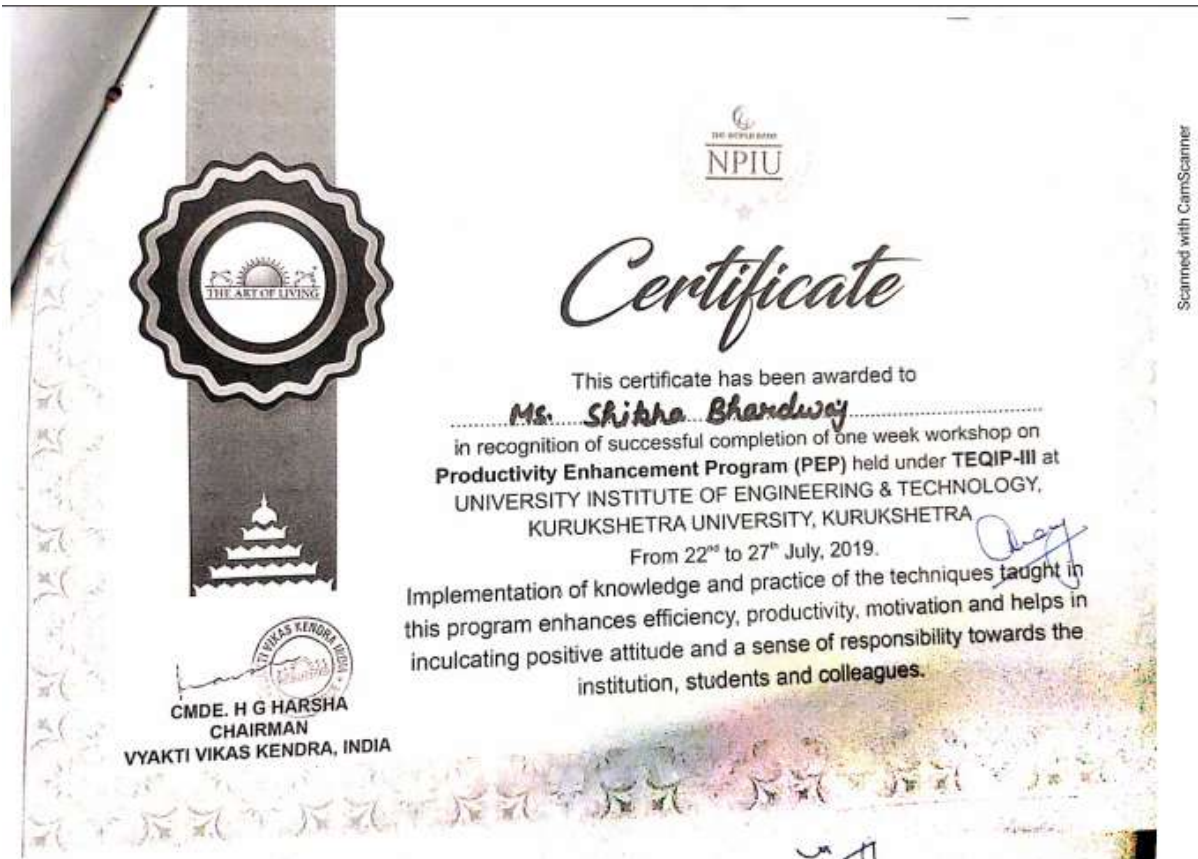 THE WORLD BANK
NPIU
THE ART OF LIVING
Certificate
This certificate has been awarded to
Ms. Shikha Bhardwaj
in recognition of successful completion of one week workshop on
Productivity Enhancement Program (PEP) held under TEQIP-III at
UNIVERSITY INSTITUTE OF ENGINEERING & TECHNOLOGY,
KURUKSHETRA UNIVERSITY, KURUKSHETRA
From 22nd to 27th July, 2019.
Implementation of knowledge and practice of the techniques taught in
this program enhances efficiency, productivity, motivation and helps in
inculcating positive attitude and a sense of responsibility towards the
institution, students and colleagues.
TI VIKAS KENDRA INDIA
CMDE. H G HARSHA
CHAIRMAN
VYAKTI VIKAS KENDRA, INDIA
Scanned with CamScanner